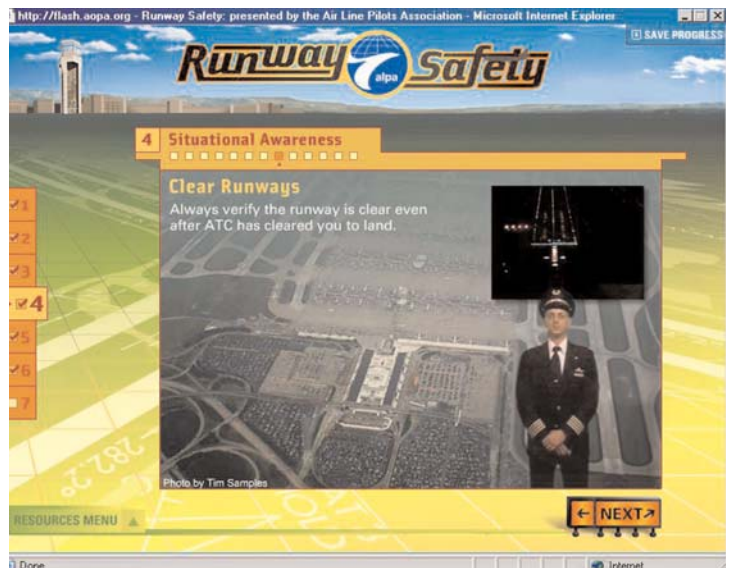 http://flash.aopa.org - Runway Safety: presented by the Air Line Pilots Association - Microsoft Internet Explorer
SAVE PROGRESS
Runway Safety
alpa
4 Situational Awareness
Clear Runways
Always verify the runway is clear even
after ATC has cleared you to land.
1
2
3
4
5
6
7
Photo by Tim Samples
282.2°
RESOURCES MENU
NEXT
Done
Internet